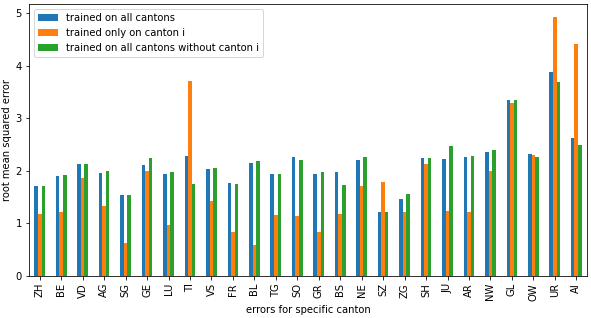 trained on all cantons
trained only on canton i
trained on all cantons without canton i
root mean squared error
5
4
3
2
1
0
ZH BE VD AG SG GE LU TI VS FR BL TG SO GR BS NE SZ ZG SH JU AR NW GL OW UR AI
errors for specific canton